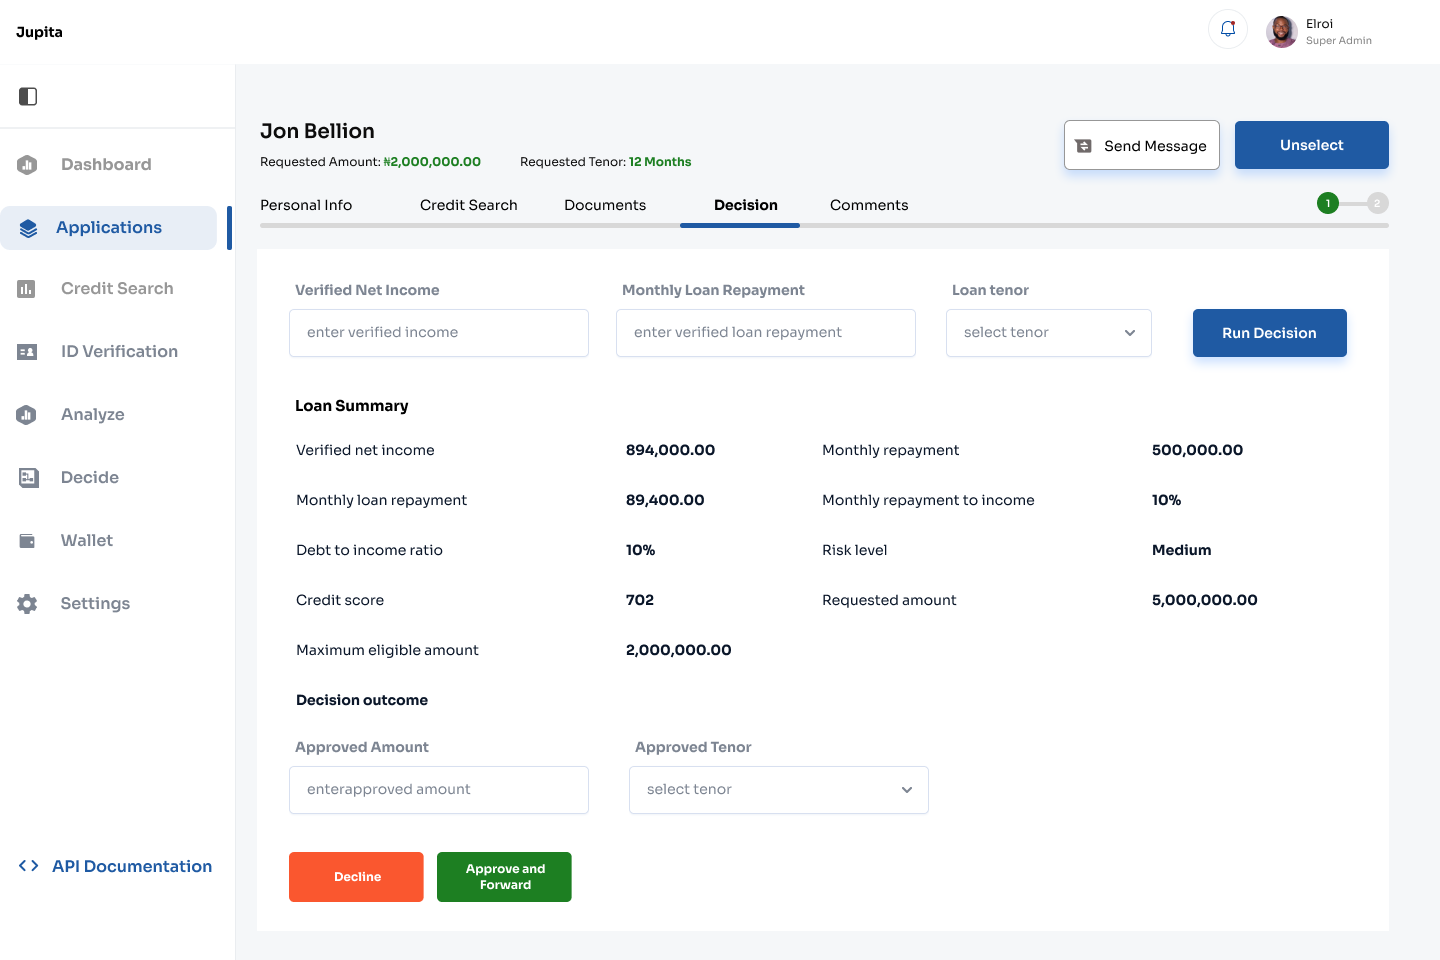 Jupita
Elroi
Super Admin
Dashboard
Applications
Credit Search
ID Verification
Analyze
Decide
Wallet
Settings
API Documentation
Jon Bellion
Requested Amount: ₦2,000,000.00
Requested Tenor: 12 Months
Send Message
Unselect
Personal Info
Credit Search
Documents
Decision
Comments
1
2
Verified Net Income
Monthly Loan Repayment
Loan tenor
enter verified income
enter verified loan repayment
select tenor
Run Decision
Loan Summary
Verified net income
894,000.00
Monthly repayment
500,000.00
Monthly loan repayment
89,400.00
Monthly repayment to income
10%
Debt to income ratio
10%
Risk level
Medium
Credit score
702
Requested amount
5,000,000.00
Maximum eligible amount
2,000,000.00
Decision outcome
Approved Amount
Approved Tenor
enterapproved amount
select tenor
Decline
Approve and
Forward